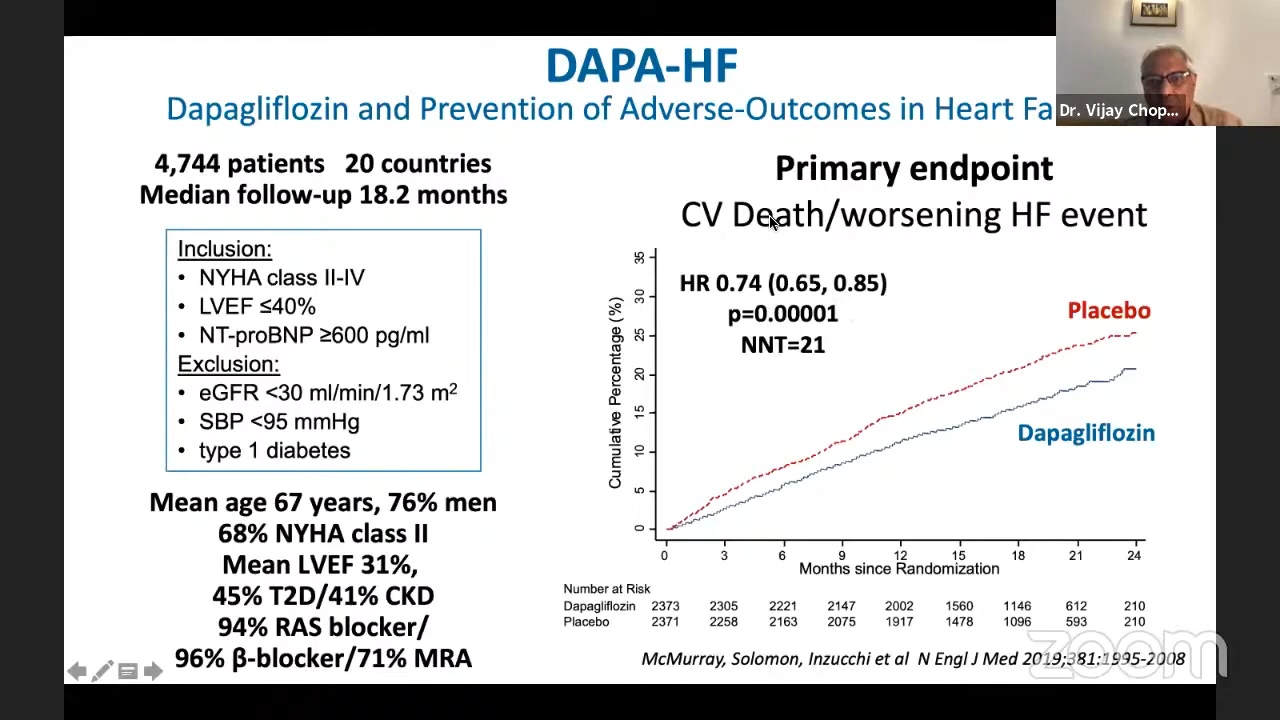 DAPA-HF
Dapagliflozin and Prevention of Adverse-Outcomes in Heart Fa
Dr. Vijay Chop...
4,744 patients 20 countries
Median follow-up 18.2 months
Inclusion:
• NYHA class II-IV
• LVEF ≤40%
• NT-proBNP ≥600 pg/ml
Exclusion:
• eGFR <30 ml/min/1.73 m²
• SBP <95 mmHg
• type 1 diabetes
Mean age 67 years, 76% men
68% NYHA class II
Mean LVEF 31%,
45% T2D/41% CKD
94% RAS blocker/
96% β-blocker/71% MRA
Primary endpoint
CV Death/worsening HF event
HR 0.74 (0.65, 0.85)
p=0.00001
NNT=21
Placebo
Dapagliflozin
Cumulative Percentage (%)
35
30
25
20
15
10
5
0
0 3 6 9 12 15 18 21 24
Months since Randomization
Number at Risk
Dapagliflozin 2373 2305 2221 2147 2002 1560 1146 612 210
Placebo 2371 2258 2163 2075 1917 1478 1096 593 210
McMurray, Solomon, Inzucchi et al N Engl J Med 2019;381:1995-2008
zoom